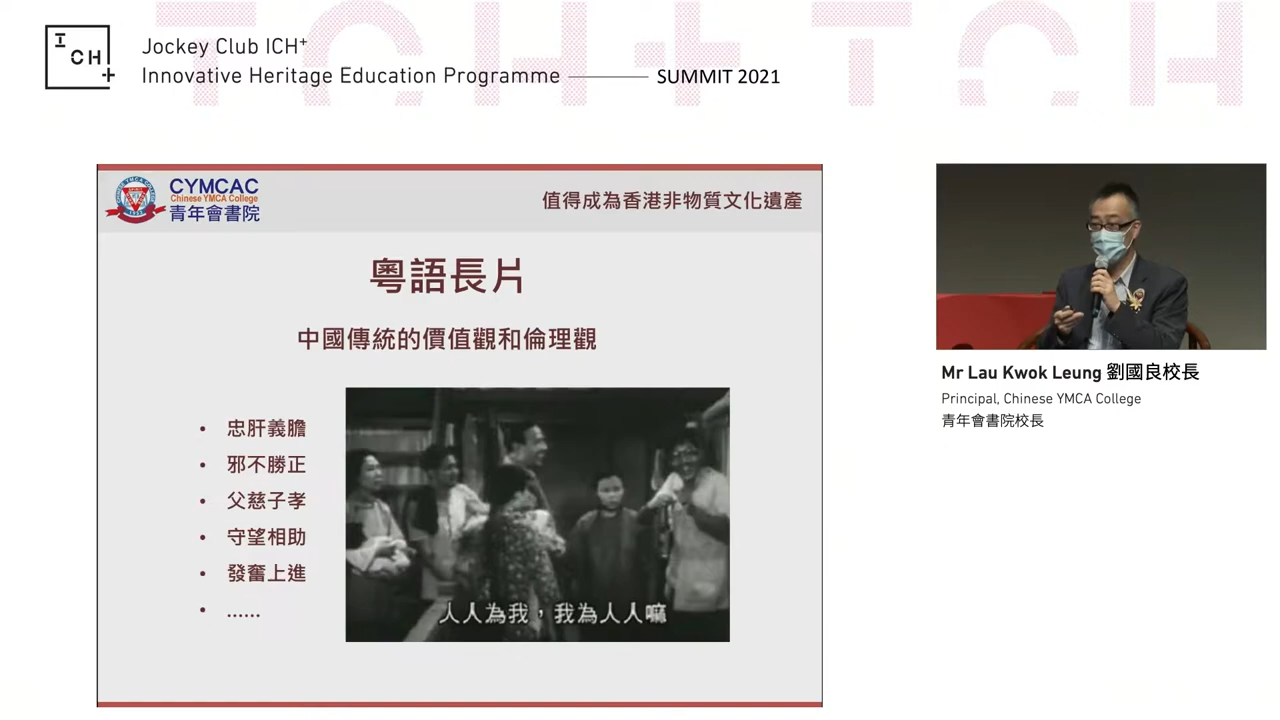 ICH+
Jockey Club ICH+
Innovative Heritage Education Programme
SUMMIT 2021
ICH+ICH
CYMCAC
Chinese YMCA College
青年會書院
值得成為香港非物質文化遺產
粵語長片
中國傳統的價值觀和倫理觀
• 忠肝義膽
• 邪不勝正
• 父慈子孝
• 守望相助
• 發奮上進
• ……
人人為我，我為人人嘛
Mr Lau Kwok Leung 劉國良校長
Principal, Chinese YMCA College
青年會書院校長